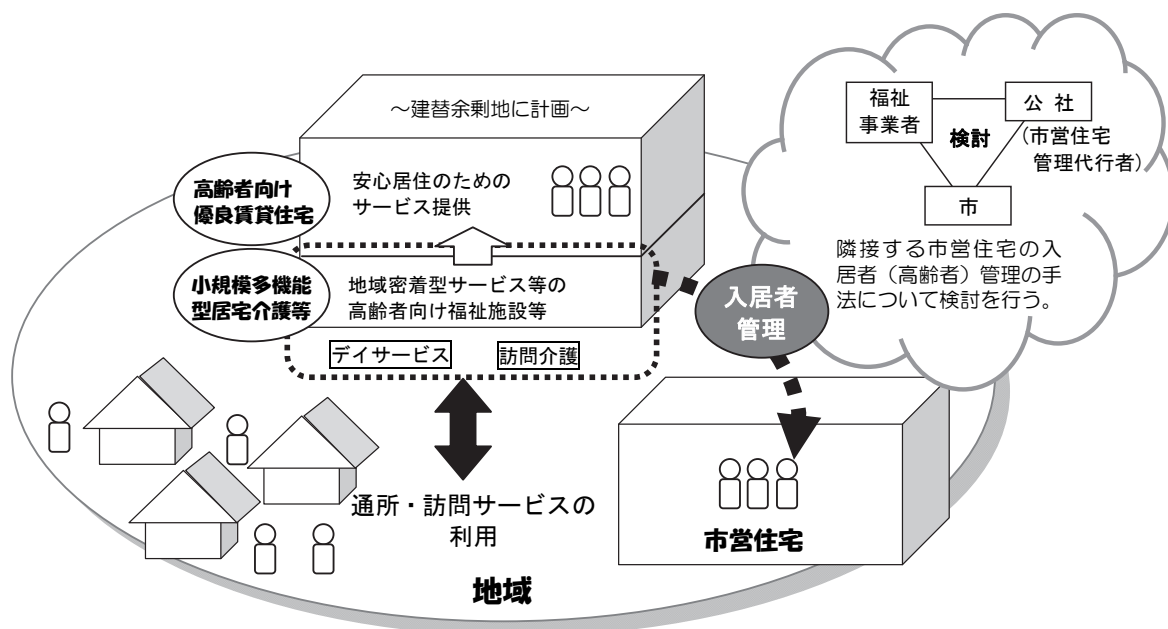 ~建替余剰地に計画~
高齢者向け
優良賃貸住宅
安心居住のための
サービス提供
小規模多機能
型居宅介護等
地域密着型サービス等の
高齢者向け福祉施設等
デイサービス
訪問介護
通所・訪問サービスの
利用
地域
入居者
管理
市営住宅
福祉
事業者
公 社
検討
(市営住宅
管理代行者)
市
隣接する市営住宅の入
居者(高齢者)管理の手
法について検討を行う。